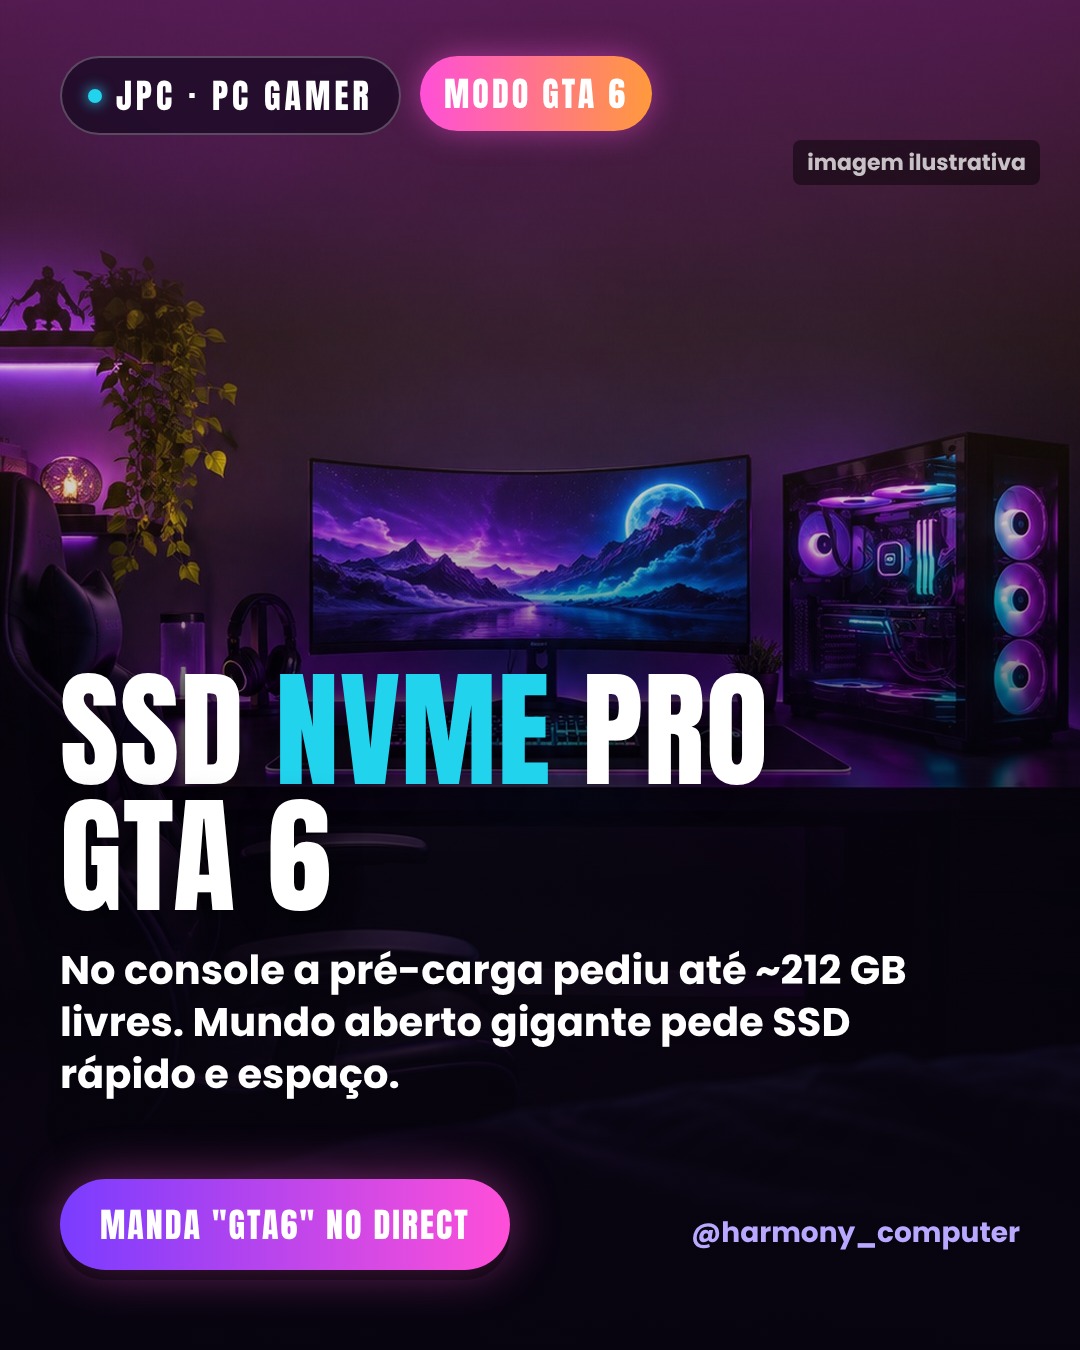 JPC · PC GAMER
MODO GTA 6
imagem ilustrativa
SSD NVME PRO
GTA 6
No console a pré-carga pediu até ~212 GB
livres. Mundo aberto gigante pede SSD
rápido e espaço.
MANDA "GTA6" NO DIRECT
@harmony_computer